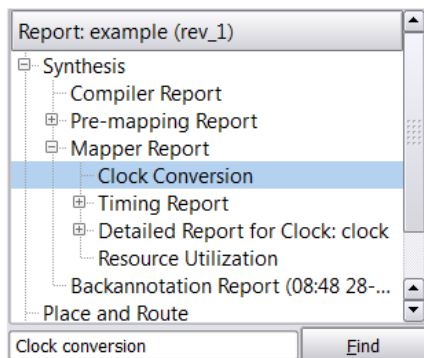 Report: example (rev_1)
Synthesis
Compiler Report
Pre-mapping Report
Mapper Report
Clock Conversion
Timing Report
Detailed Report for Clock: clock
Resource Utilization
Backannotation Report (08:48 28-...
Place and Route
Clock conversion Find